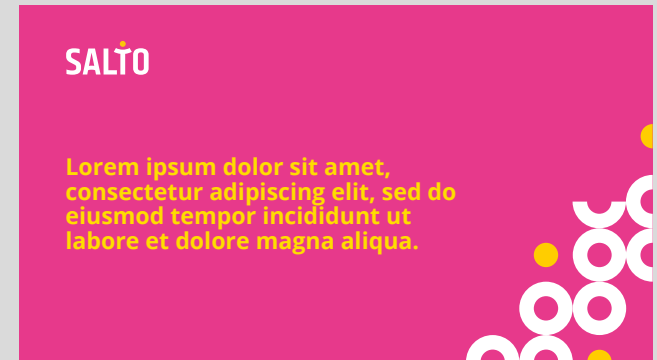 SALTO
Lorem ipsum dolor sit amet,
consectetur adipiscing elit, sed do
eiusmod tempor incididunt ut
labore et dolore magna aliqua.